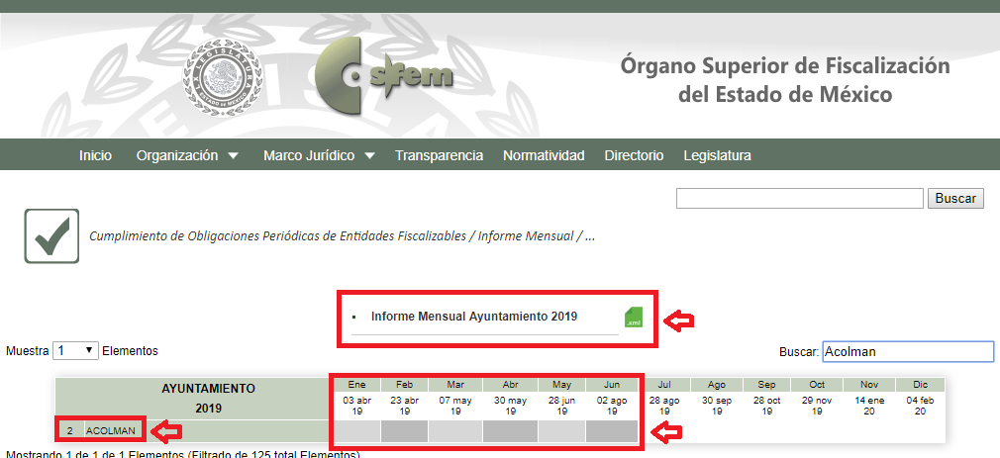 LEGISLATURA
ESTADO DE MÉXICO
Osfem
Órgano Superior de Fiscalización
del Estado de México
Inicio Organización Marco Jurídico Transparencia Normatividad Directorio Legislatura
Buscar
Cumplimiento de Obligaciones Periódicas de Entidades Fiscalizables / Informe Mensual / ...
▪ Informe Mensual Ayuntamiento 2019 .xml
Muestra 1 Elementos Buscar: Acolman
AYUNTAMIENTO Ene Feb Mar Abr May Jun Jul Ago Sep Oct Nov Dic
2019 03 abr 19 23 abr 19 07 may 19 30 may 19 28 jun 19 02 ago 19 28 ago 19 30 sep 19 28 oct 19 29 nov 19 14 ene 20 04 feb 20
2 ACOLMAN
Mostrando 1 de 1 de 1 Elementos (Filtrado de 125 total Elementos)